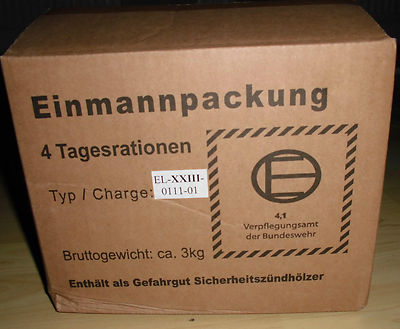 Einmannpackung
4 Tagesrationen
Typ / Charge:
EL-XXIII-
0111-01
4,1
Verpflegungsamt
der Bundeswehr
Bruttogewicht: ca. 3kg
Enthält als Gefahrgut Sicherheitszündhölzer